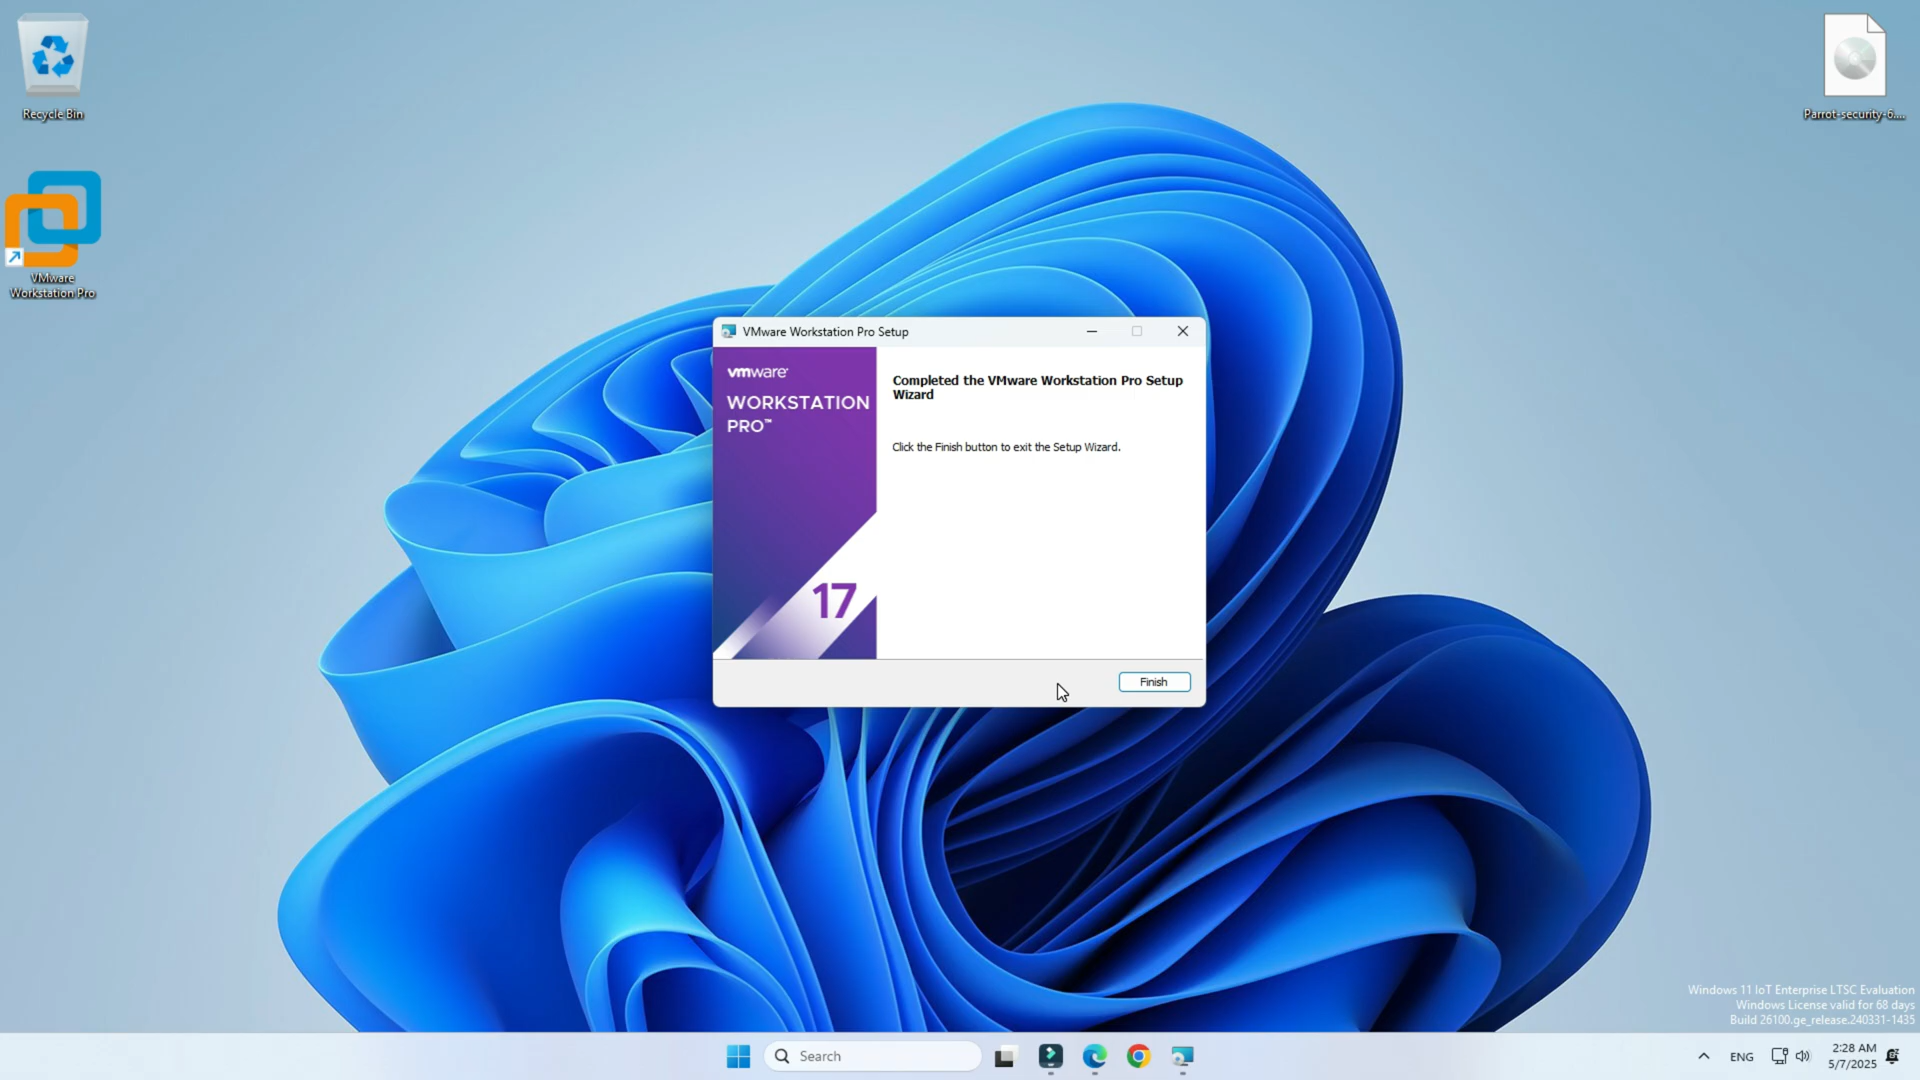 Recycle Bin
Parrot-security-6....
VMware
Workstation Pro
VMware Workstation Pro Setup
vmware
WORKSTATION
PRO™
17
Completed the VMware Workstation Pro Setup
Wizard
Click the Finish button to exit the Setup Wizard.
Finish
Windows 11 IoT Enterprise LTSC Evaluation
Windows License valid for 68 days
Build 26100.ge_release.240331-1435
Search
ENG
2:28 AM
5/7/2025